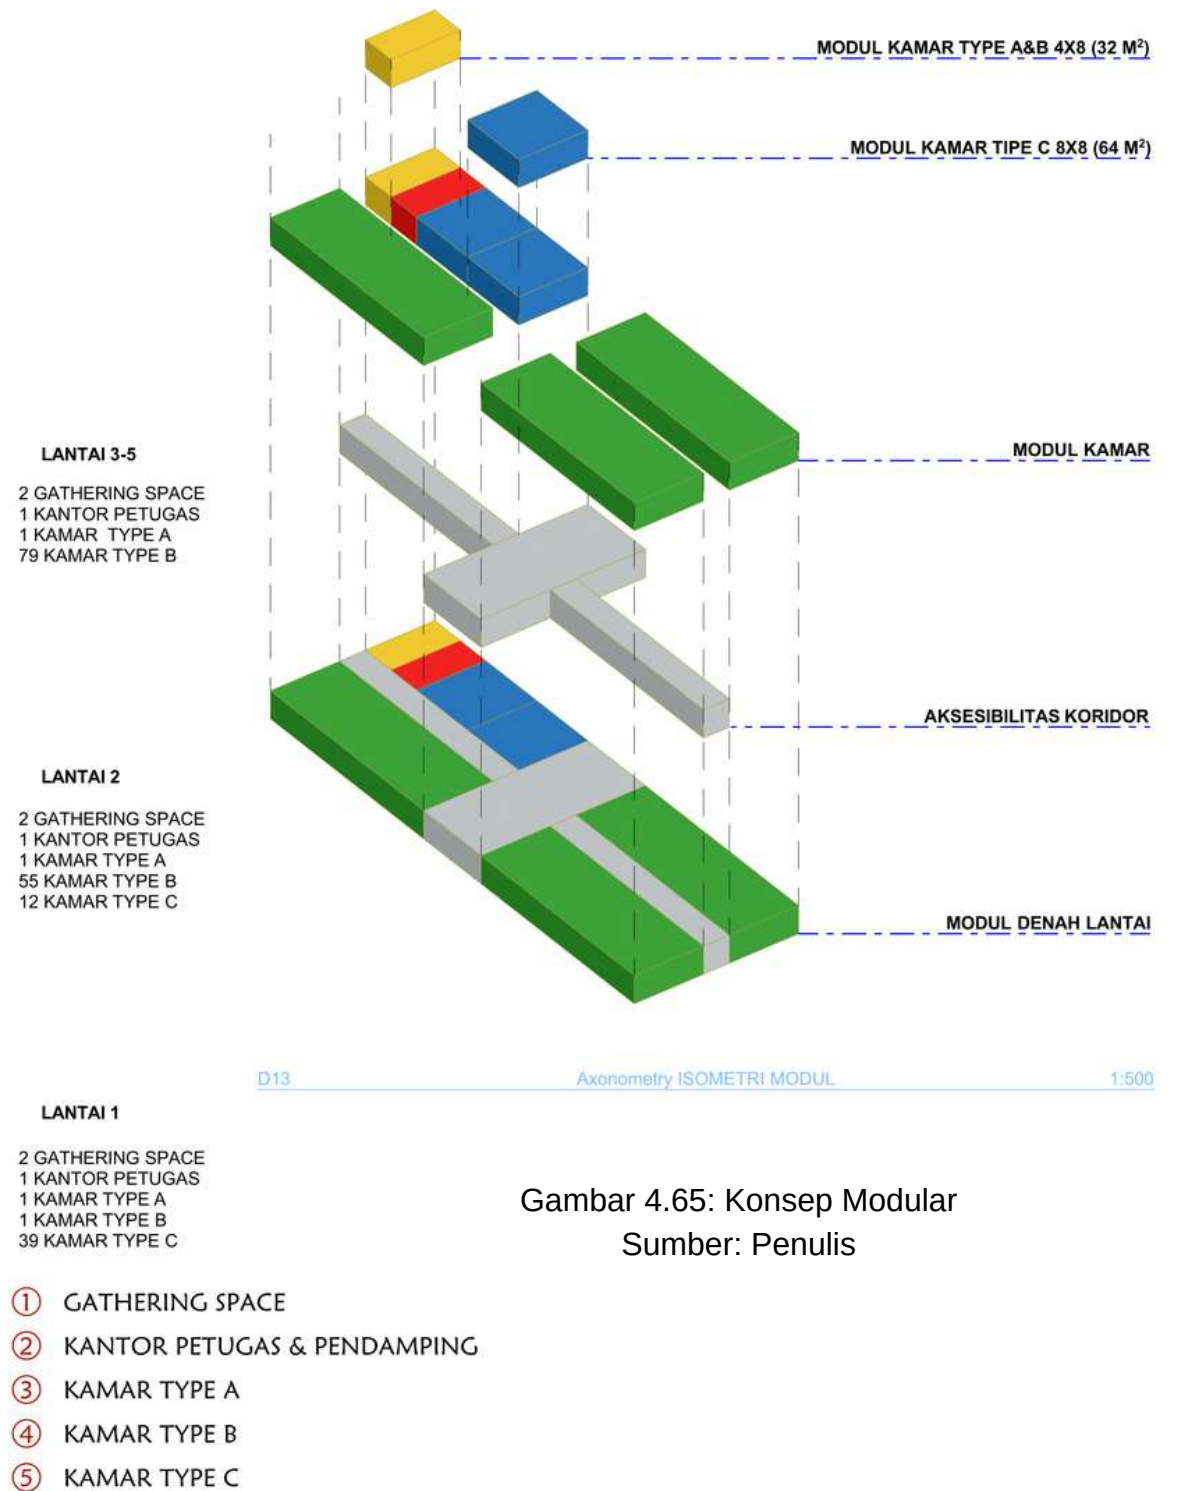 MODUL KAMAR TYPE A&B 4X8 (32 M²)
MODUL KAMAR TIPE C 8X8 (64 M²)
MODUL KAMAR
LANTAI 3-5
2 GATHERING SPACE
1 KANTOR PETUGAS
1 KAMAR TYPE A
79 KAMAR TYPE B
AKSESIBILITAS KORIDOR
LANTAI 2
2 GATHERING SPACE
1 KANTOR PETUGAS
1 KAMAR TYPE A
55 KAMAR TYPE B
12 KAMAR TYPE C
MODUL DENAH LANTAI
D13 Axonometry ISOMETRI MODUL 1:500
LANTAI 1
2 GATHERING SPACE
1 KANTOR PETUGAS
1 KAMAR TYPE A
1 KAMAR TYPE B
39 KAMAR TYPE C
Gambar 4.65: Konsep Modular
Sumber: Penulis
① GATHERING SPACE
② KANTOR PETUGAS & PENDAMPING
③ KAMAR TYPE A
④ KAMAR TYPE B
⑤ KAMAR TYPE C